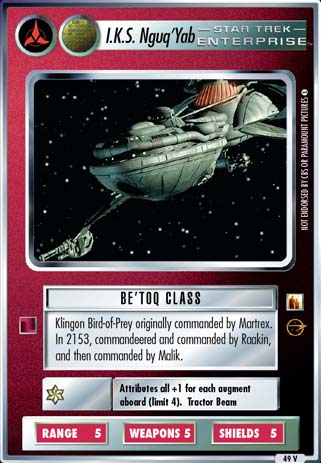 I.K.S. Nguq'Yab
STAR TREK
ENTERPRISE™
NOT ENDORSED BY CBS OR PARAMOUNT PICTURES
BE'TOQ CLASS
Klingon Bird-of-Prey originally commanded by Martrex.
In 2153, commandeered and commanded by Raakin,
and then commanded by Malik.
Attributes all +1 for each augment
aboard (limit 4). Tractor Beam
RANGE 5 WEAPONS 5 SHIELDS 5
49 V